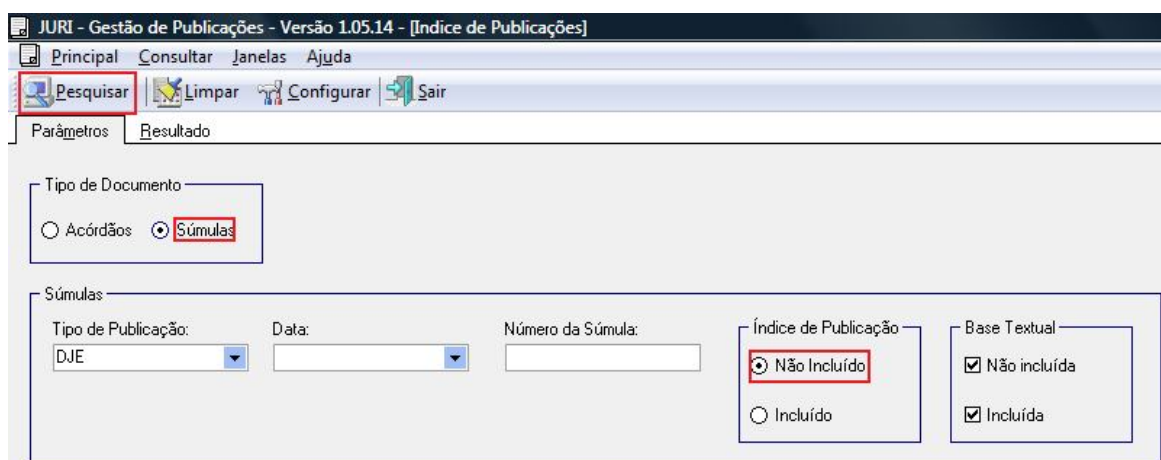 JURI - Gestão de Publicações - Versão 1.05.14 - [Indice de Publicações]
Principal Consultar Janelas Ajuda
Pesquisar Limpar Configurar Sair
Parâmetros Resultado
Tipo de Documento
Acórdãos Súmulas
Súmulas
Tipo de Publicação: Data: Número da Súmula: Índice de Publicação Base Textual
DJE Não Incluído Não incluída
Incluído Incluída